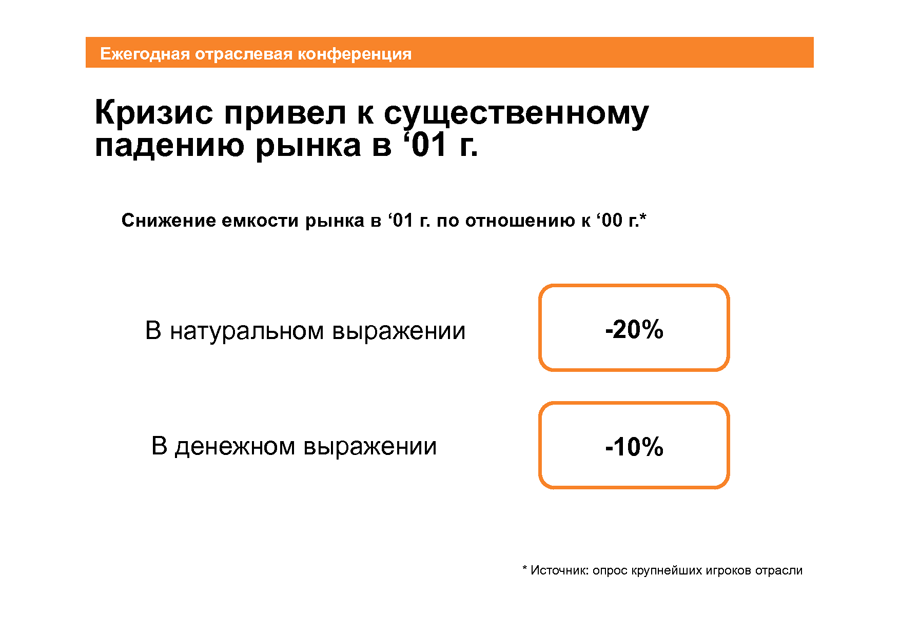 Ежегодная отраслевая конференция
Кризис привел к существенному
падению рынка в ‘01 г.
Снижение емкости рынка в ‘01 г. по отношению к ‘00 г.*
В натуральном выражении
-20%
В денежном выражении
-10%
* Источник: опрос крупнейших игроков отрасли